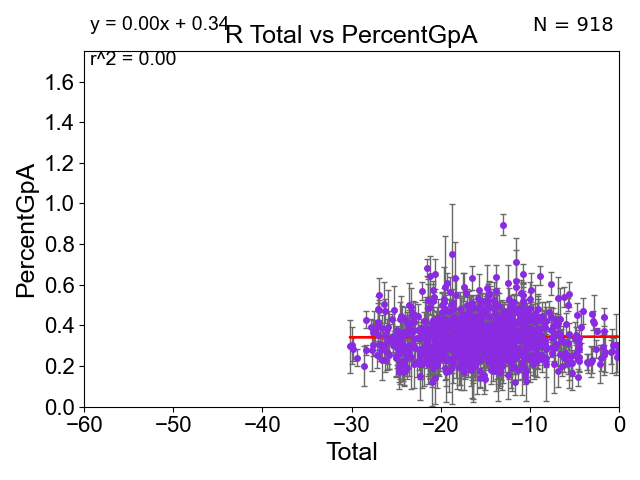 y = 0.00x + 0.34
N = 918
R Total vs PercentGpA
r^2 = 0.00
PercentGpA
1.6
1.4
1.2
1.0
0.8
0.6
0.4
0.2
0.0
−60 −50 −40 −30 −20 −10 0
Total